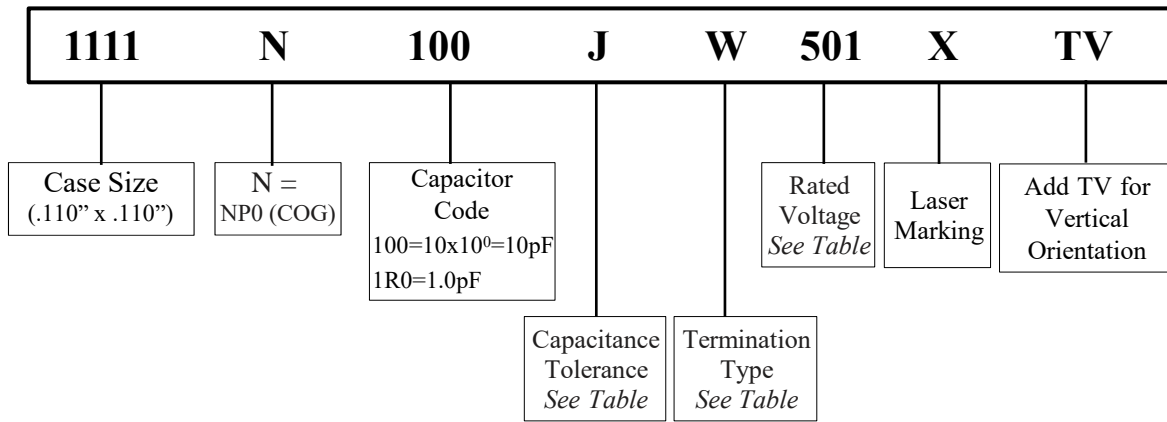 1111 N 100 J W 501 X TV
Case Size
(.110” x .110”)
N =
NP0 (COG)
Capacitor
Code
100=10x10⁰=10pF
1R0=1.0pF
Capacitance
Tolerance
See Table
Termination
Type
See Table
Rated
Voltage
See Table
Laser
Marking
Add TV for
Vertical
Orientation